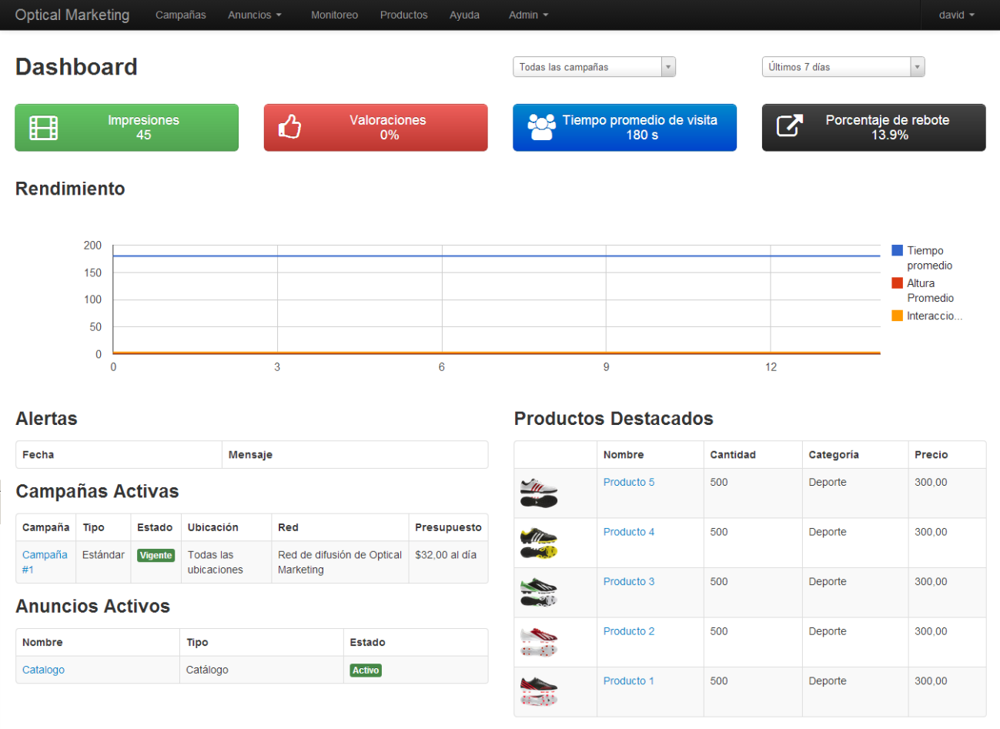 Optical Marketing Campañas Anuncios Monitoreo Productos Ayuda Admin david
Dashboard
Todas las campañas
Últimos 7 días
Impresiones
45
Valoraciones
0%
Tiempo promedio de visita
180 s
Porcentaje de rebote
13.9%
Rendimiento
200
150
100
50
0
0 3 6 9 12
Tiempo
promedio
Altura
Promedio
Interaccio...
Alertas
Fecha Mensaje
Campañas Activas
Campaña Tipo Estado Ubicación Red Presupuesto
Campaña Estándar Vigente Todas las Red de difusión de Optical $32,00 al día
#1 ubicaciones Marketing
Anuncios Activos
Nombre Tipo Estado
Catalogo Catálogo Activo
Productos Destacados
Nombre Cantidad Categoría Precio
Producto 5 500 Deporte 300,00
Producto 4 500 Deporte 300,00
Producto 3 500 Deporte 300,00
Producto 2 500 Deporte 300,00
Producto 1 500 Deporte 300,00